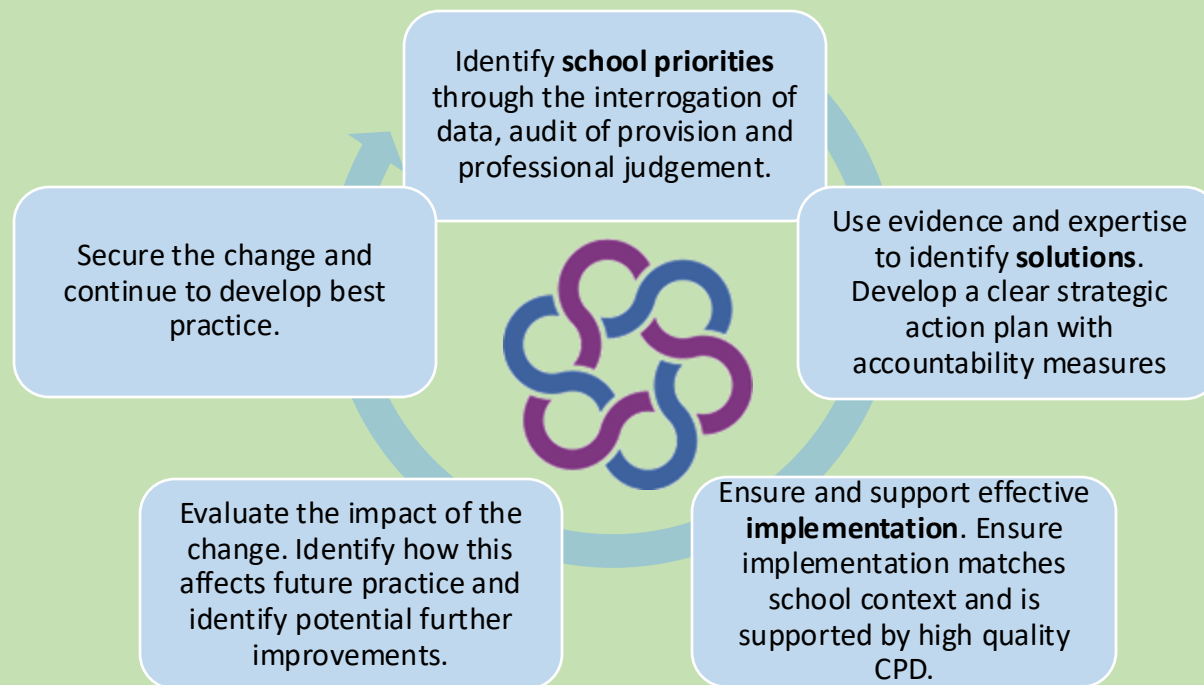 Identify school priorities
through the interrogation of
data, audit of provision and
professional judgement.
Use evidence and expertise
to identify solutions.
Develop a clear strategic
action plan with
accountability measures
Ensure and support effective
implementation. Ensure
implementation matches
school context and is
supported by high quality
CPD.
Evaluate the impact of the
change. Identify how this
affects future practice and
identify potential further
improvements.
Secure the change and
continue to develop best
practice.